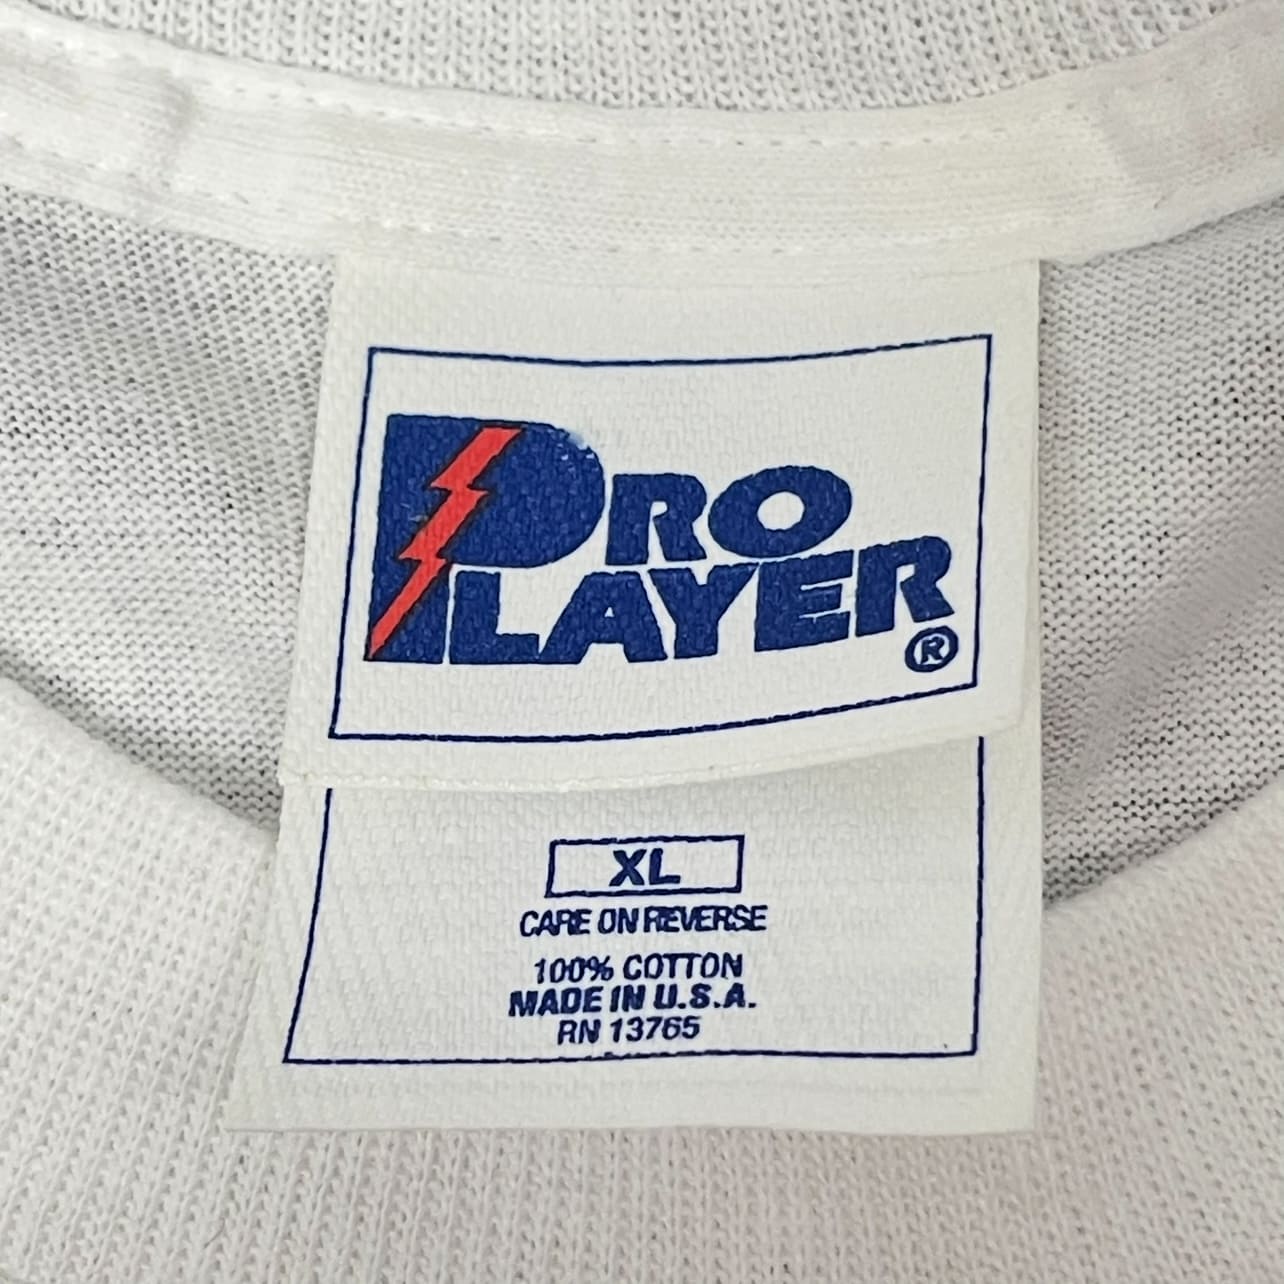 PRO
PLAYER®
XL
CARE ON REVERSE
100% COTTON
MADE IN U.S.A.
RN 13765